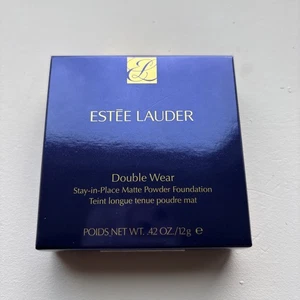 ESTĒE LAUDER
Double Wear
Stay-in-Place Matte Powder Foundation
Teint longue tenue poudre mat
POIDS NET WT. .42 OZ./12g ℮